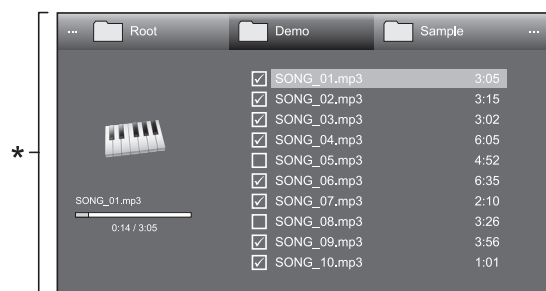 ... Root Demo Sample ...
SONG_01.mp3 3:05
SONG_02.mp3 3:15
SONG_03.mp3 3:02
SONG_04.mp3 6:05
SONG_05.mp3 4:52
SONG_06.mp3 6:35
SONG_07.mp3 2:10
SONG_08.mp3 3:26
SONG_09.mp3 3:56
SONG_10.mp3 1:01
*
SONG_01.mp3
0:14 / 3:05